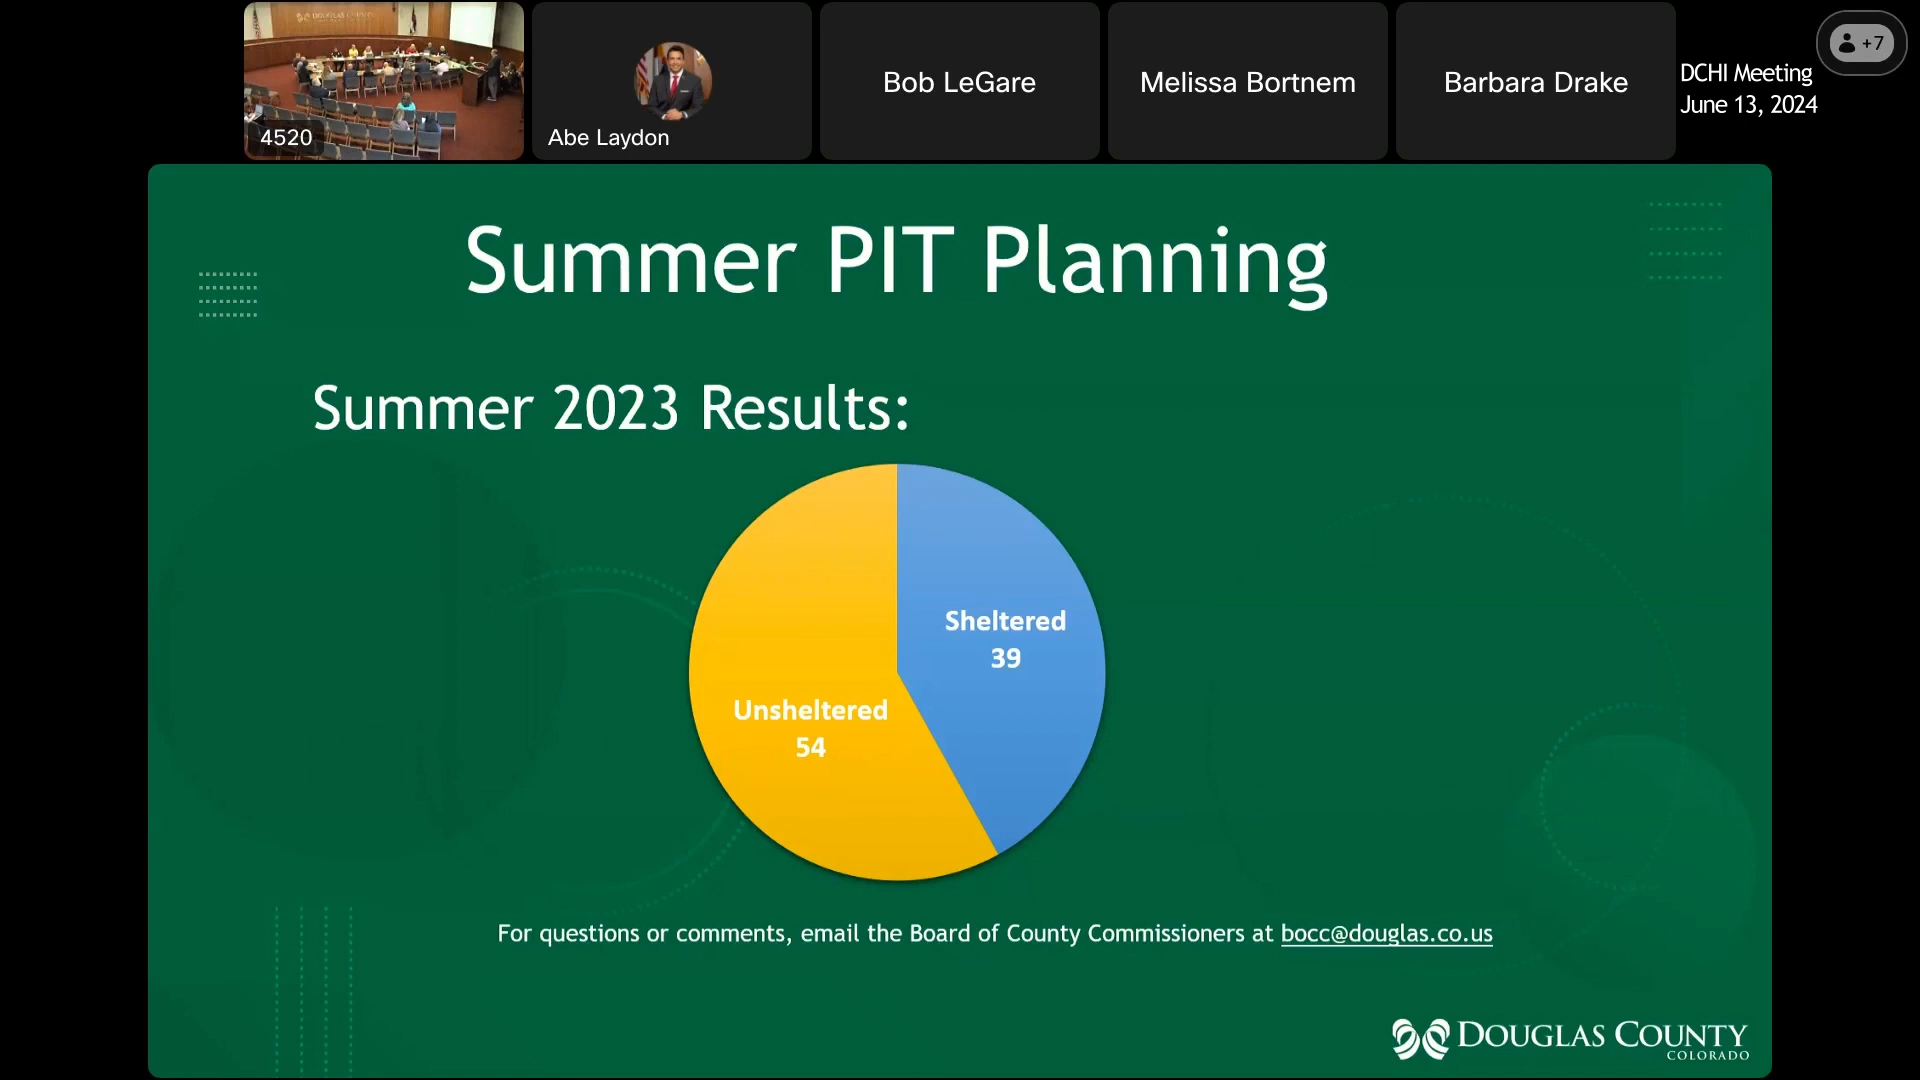 DOUGLAS COUNTY
4520
Abe Laydon
Bob LeGare
Melissa Bortnem
Barbara Drake
DCHI Meeting
June 13, 2024
+7
Summer PIT Planning
Summer 2023 Results:
Sheltered
39
Unsheltered
54
For questions or comments, email the Board of County Commissioners at bocc@douglas.co.us
DOUGLAS COUNTY
COLORADO